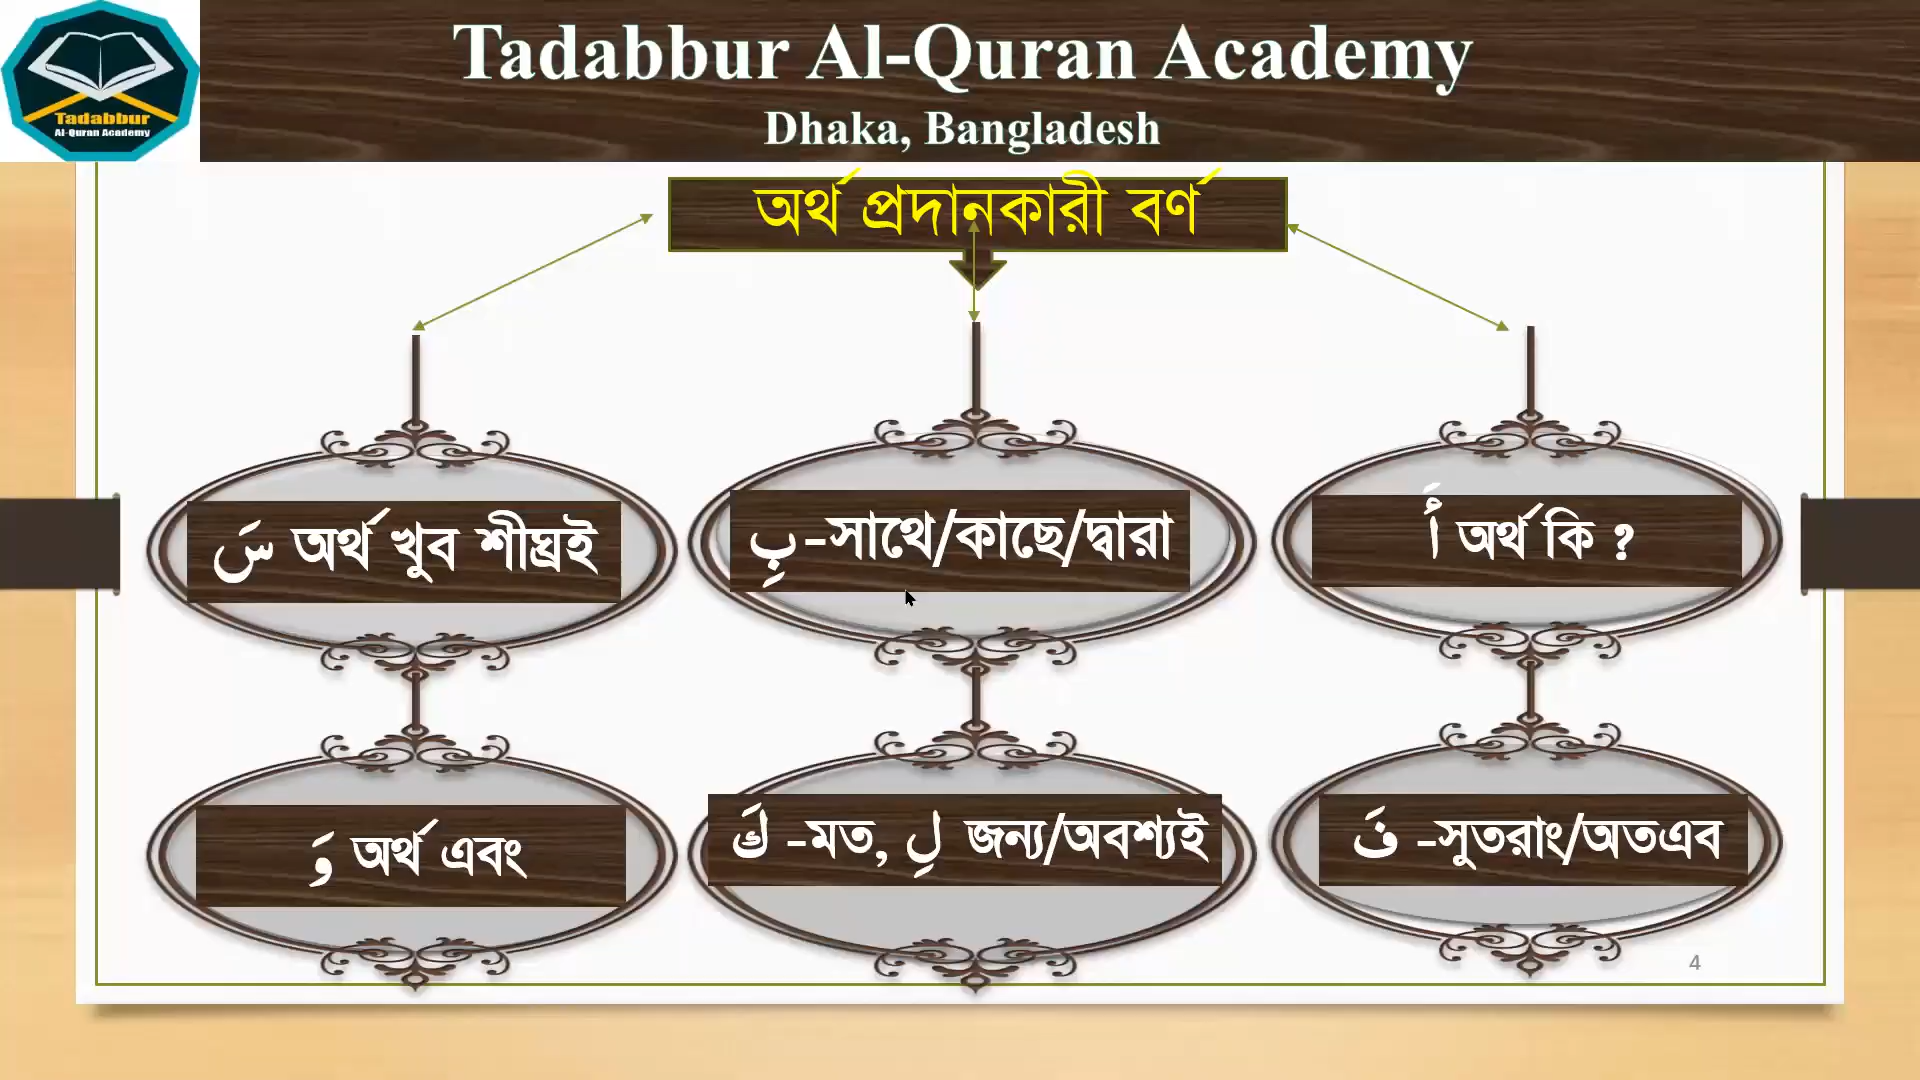 Tadabbur Al-Quran Academy
Dhaka, Bangladesh
Tadabbur
Al-Quran Academy
অর্থ প্রদানকারী বর্ণ
سَ অর্থ খুব শীঘ্রই
بِ -সাথে/কাছে/দ্বারা
أَ অর্থ কি ?
وَ অর্থ এবং
كَ -মত, لِ জন্য/অবশ্যই
فَ -সুতরাং/অতএব
4